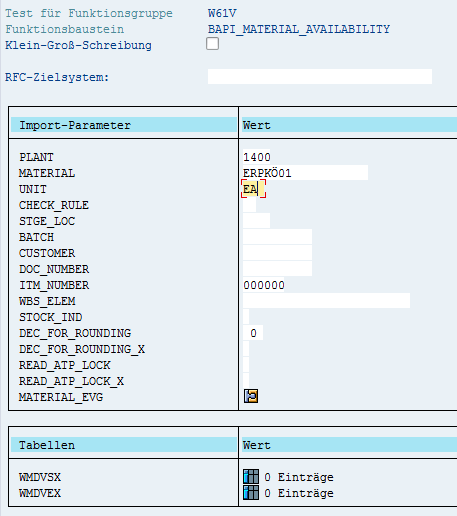 Test für Funktionsgruppe W61V
Funktionsbaustein BAPI_MATERIAL_AVAILABILITY
Klein-Groß-Schreibung
RFC-Zielsystem:
Import-Parameter Wert
PLANT 1400
MATERIAL ERPKÖ01
UNIT EA
CHECK_RULE
STGE_LOC
BATCH
CUSTOMER
DOC_NUMBER
ITM_NUMBER 000000
WBS_ELEM
STOCK_IND
DEC_FOR_ROUNDING 0
DEC_FOR_ROUNDING_X
READ_ATP_LOCK
READ_ATP_LOCK_X
MATERIAL_EVG
Tabellen Wert
WMDVSX 0 Einträge
WMDVEX 0 Einträge